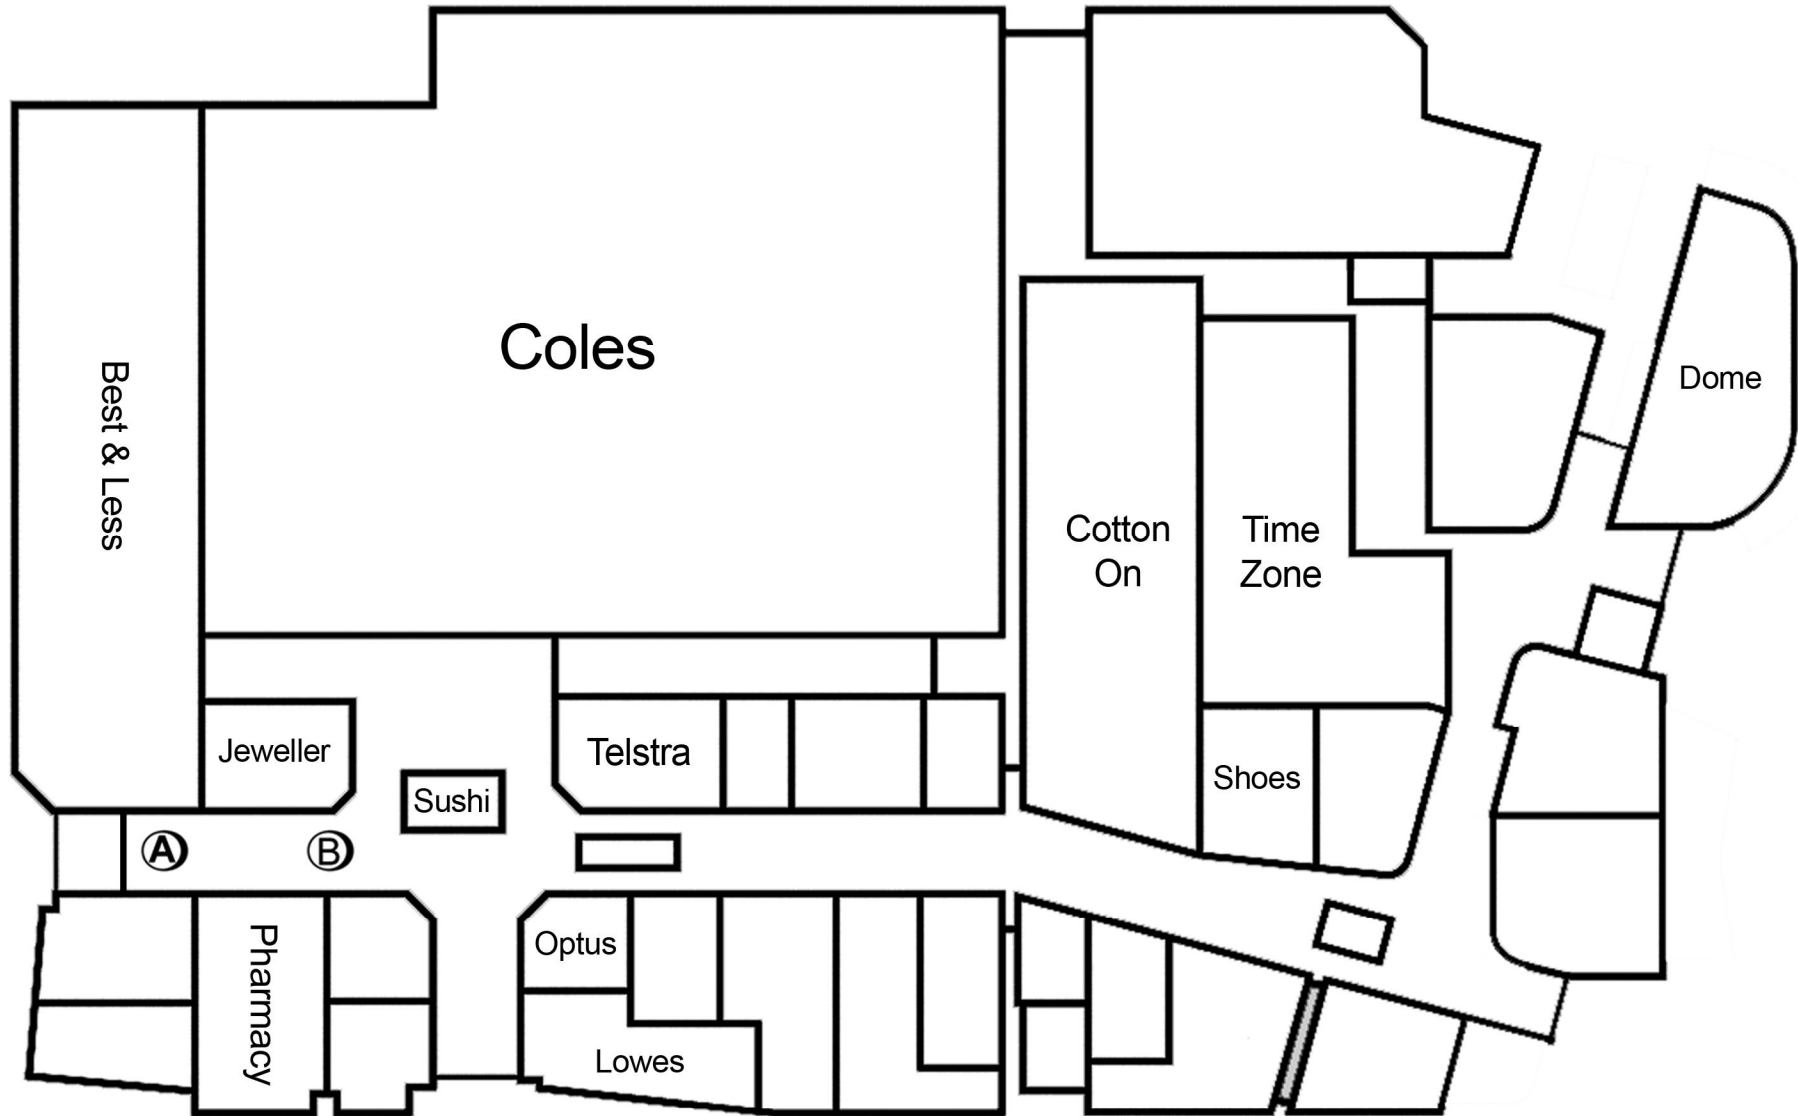 Coles
Best & Less
Dome
Cotton
On
Time
Zone
Jeweller
Telstra
Sushi
Shoes
A
B
Pharmacy
Optus
Lowes